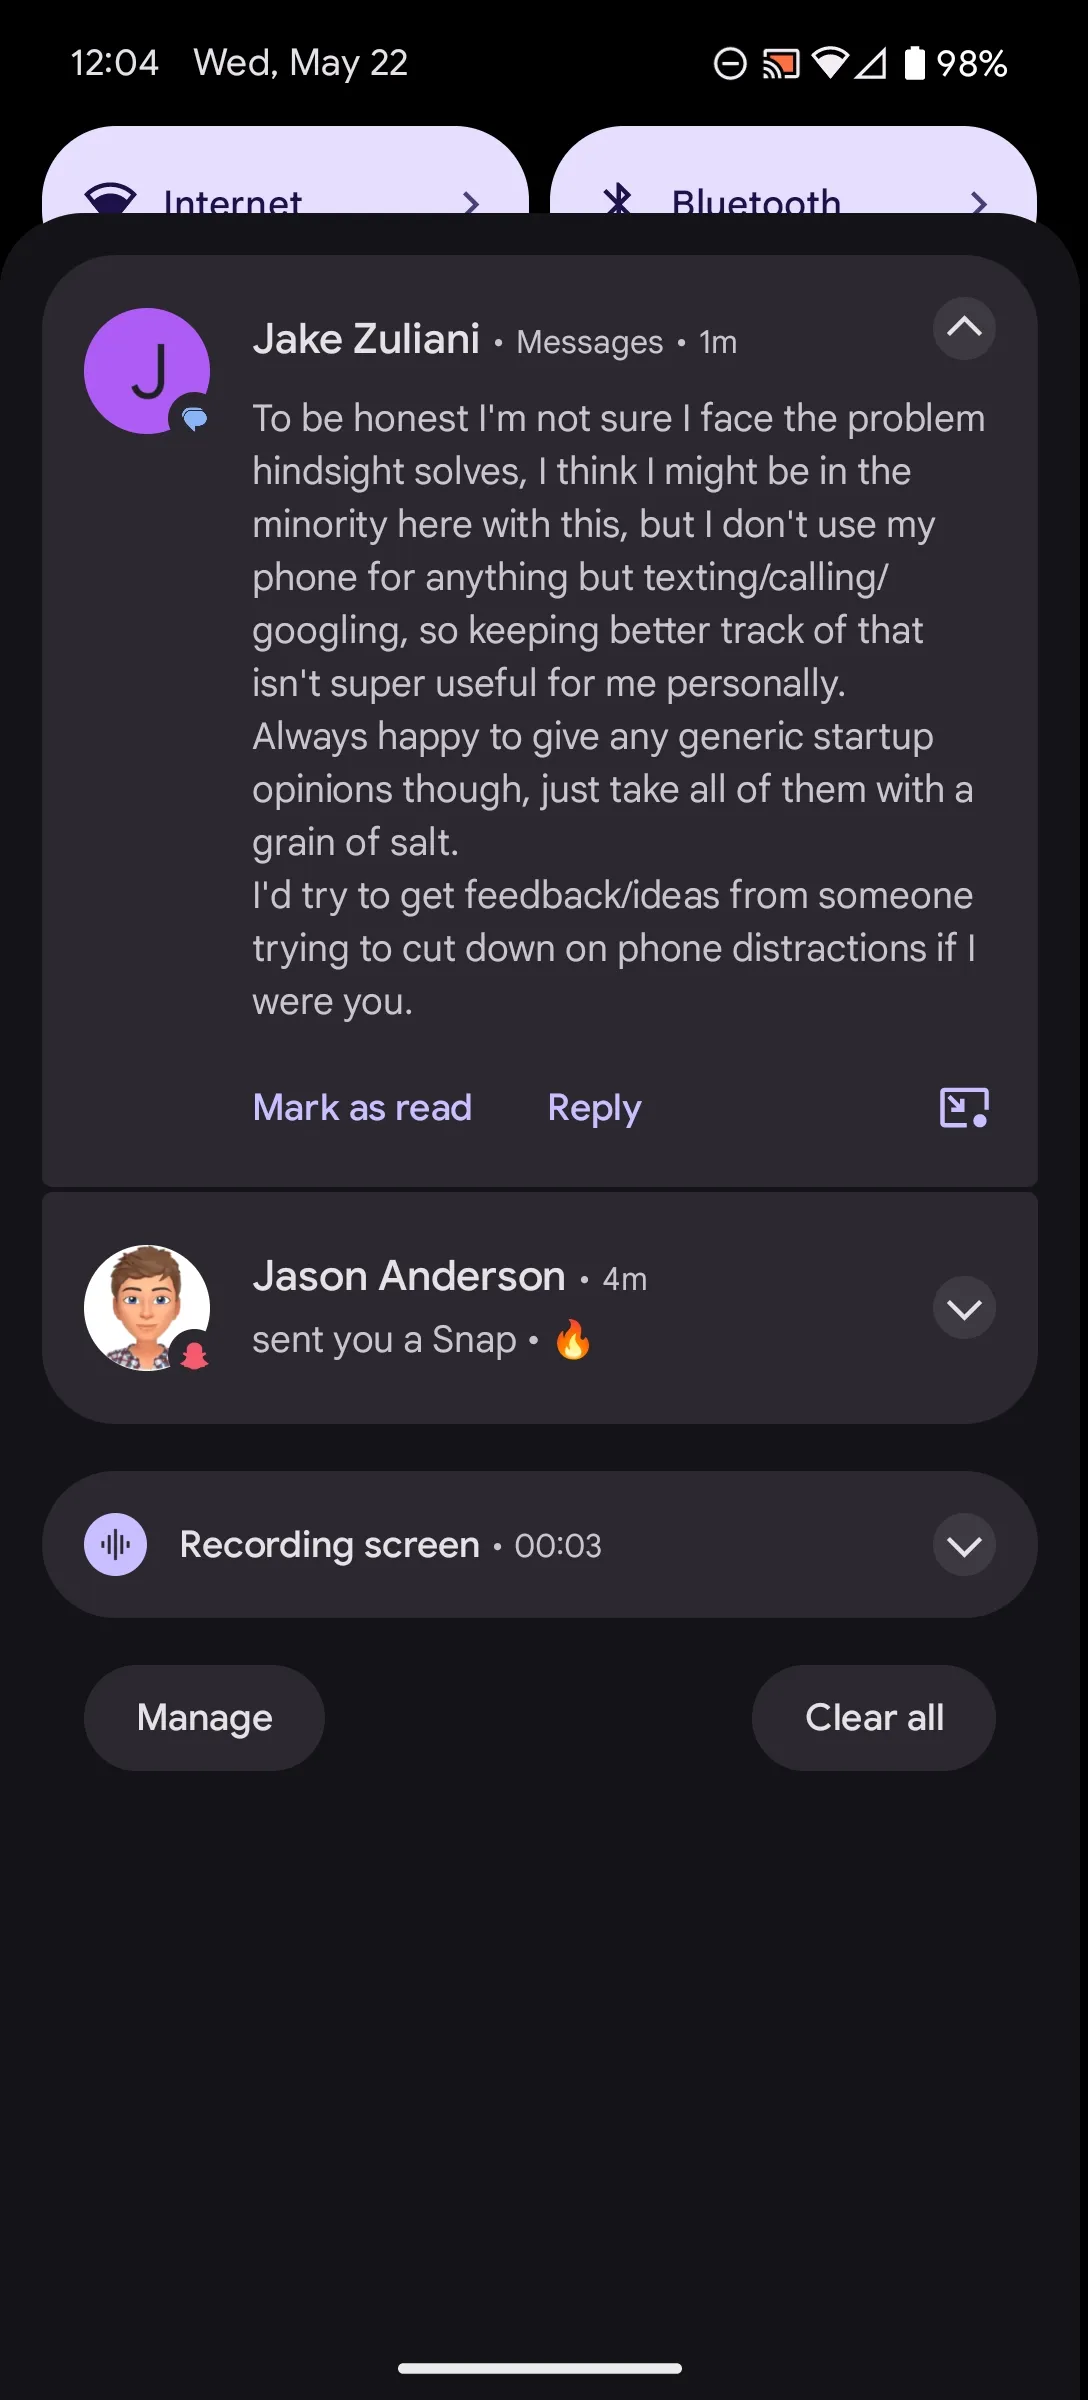 12:04 Wed, May 22 98%
Internet Bluetooth
J
Jake Zuliani • Messages • 1m
To be honest I'm not sure I face the problem
hindsight solves, I think I might be in the
minority here with this, but I don't use my
phone for anything but texting/calling/
googling, so keeping better track of that
isn't super useful for me personally.
Always happy to give any generic startup
opinions though, just take all of them with a
grain of salt.
I'd try to get feedback/ideas from someone
trying to cut down on phone distractions if I
were you.
Mark as read Reply
Jason Anderson • 4m
sent you a Snap • 🔥
Recording screen • 00:03
Manage Clear all